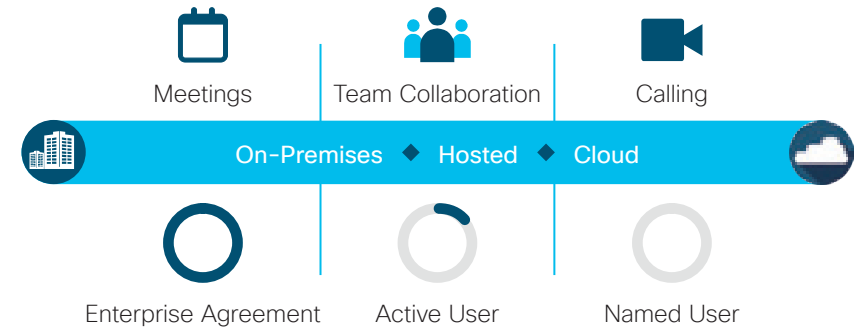 Meetings
Team Collaboration
Calling
On-Premises ◆ Hosted ◆ Cloud
Enterprise Agreement
Active User
Named User